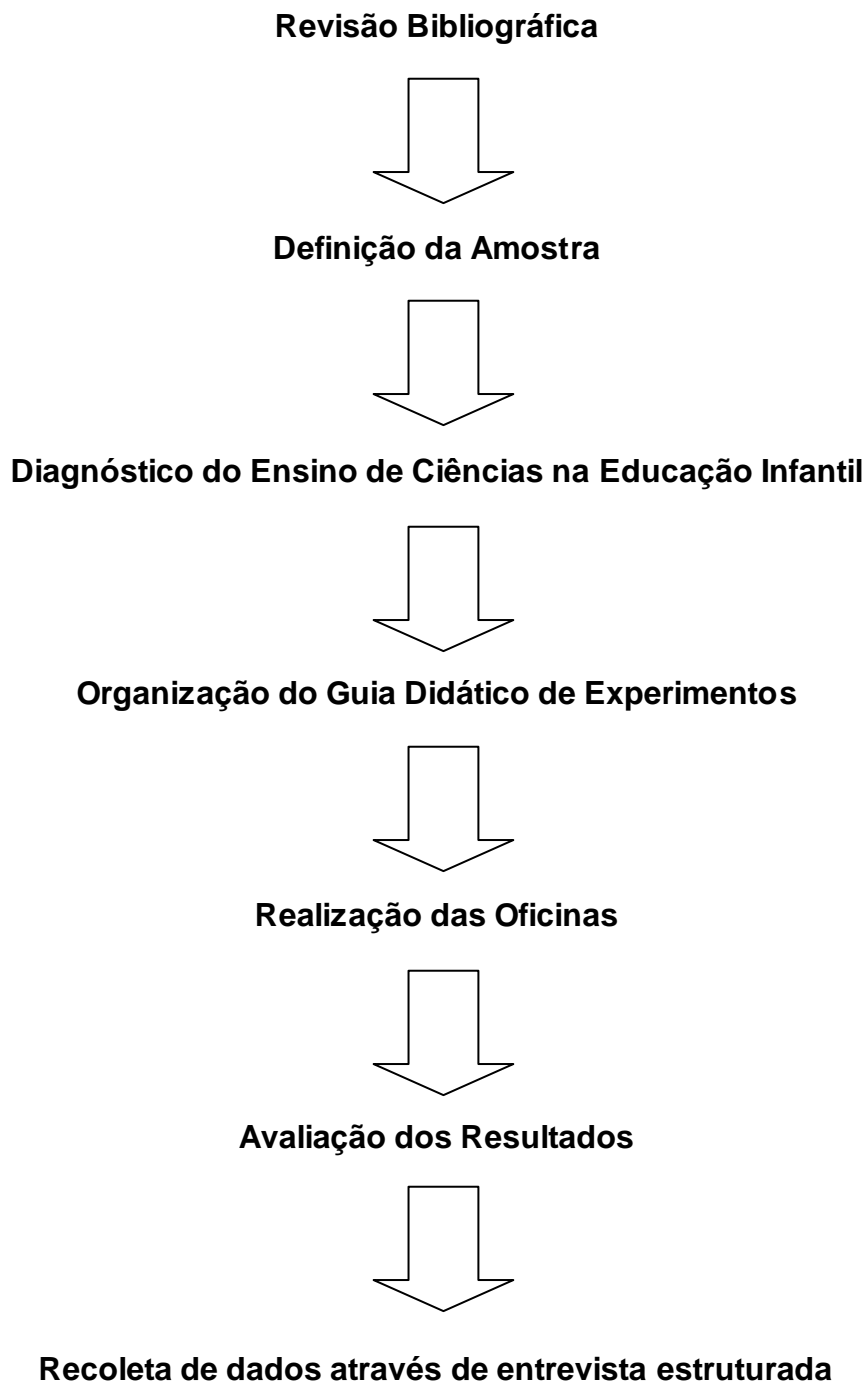 Revisão Bibliográfica
Definição da Amostra
Diagnóstico do Ensino de Ciências na Educação Infantil
Organização do Guia Didático de Experimentos
Realização das Oficinas
Avaliação dos Resultados
Recoleta de dados através de entrevista estruturada